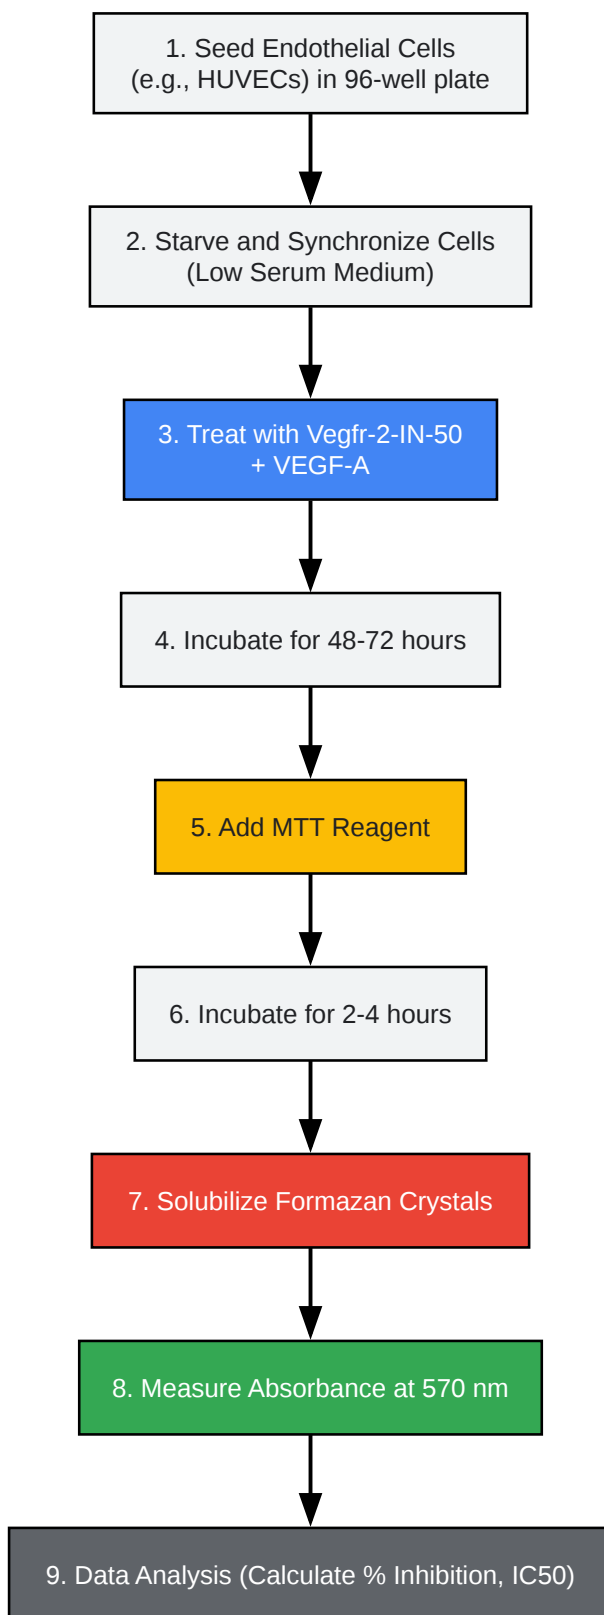 1. Seed Endothelial Cells
(e.g., HUVECs) in 96-well plate
2. Starve and Synchronize Cells
(Low Serum Medium)
3. Treat with Vegfr-2-IN-50
+ VEGF-A
4. Incubate for 48-72 hours
5. Add MTT Reagent
6. Incubate for 2-4 hours
7. Solubilize Formazan Crystals
8. Measure Absorbance at 570 nm
9. Data Analysis (Calculate % Inhibition, IC50)